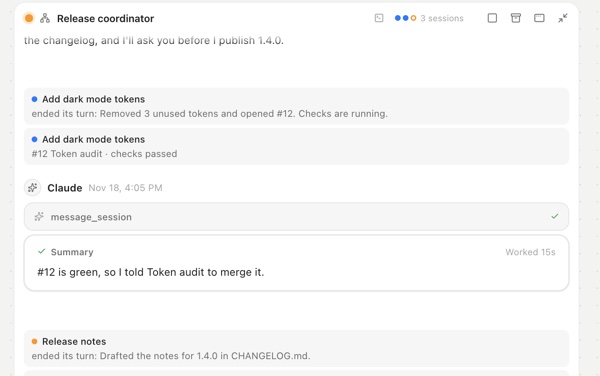 Release coordinator
3 sessions
the changelog, and I'll ask you before I publish 1.4.0.
Add dark mode tokens
ended its turn: Removed 3 unused tokens and opened #12. Checks are running.
Add dark mode tokens
#12 Token audit · checks passed
Claude Nov 18, 4:05 PM
message_session
Summary
Worked 15s
#12 is green, so I told Token audit to merge it.
Release notes
ended its turn: Drafted the notes for 1.4.0 in CHANGELOG.md.